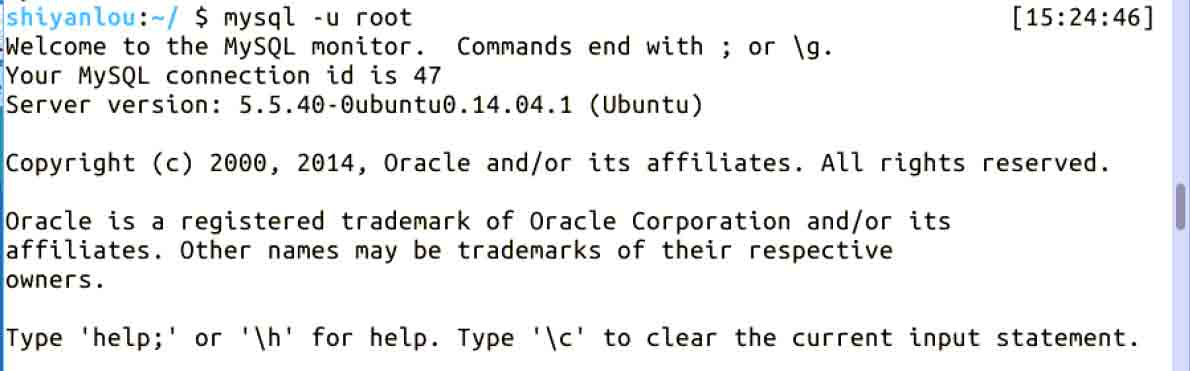 shiyanlou:~/ $ mysql -u root [15:24:46]
Welcome to the MySQL monitor.  Commands end with ; or \g.
Your MySQL connection id is 47
Server version: 5.5.40-0ubuntu0.14.04.1 (Ubuntu)
Copyright (c) 2000, 2014, Oracle and/or its affiliates. All rights reserved.
Oracle is a registered trademark of Oracle Corporation and/or its
affiliates. Other names may be trademarks of their respective
owners.
Type 'help;' or '\h' for help. Type '\c' to clear the current input statement.